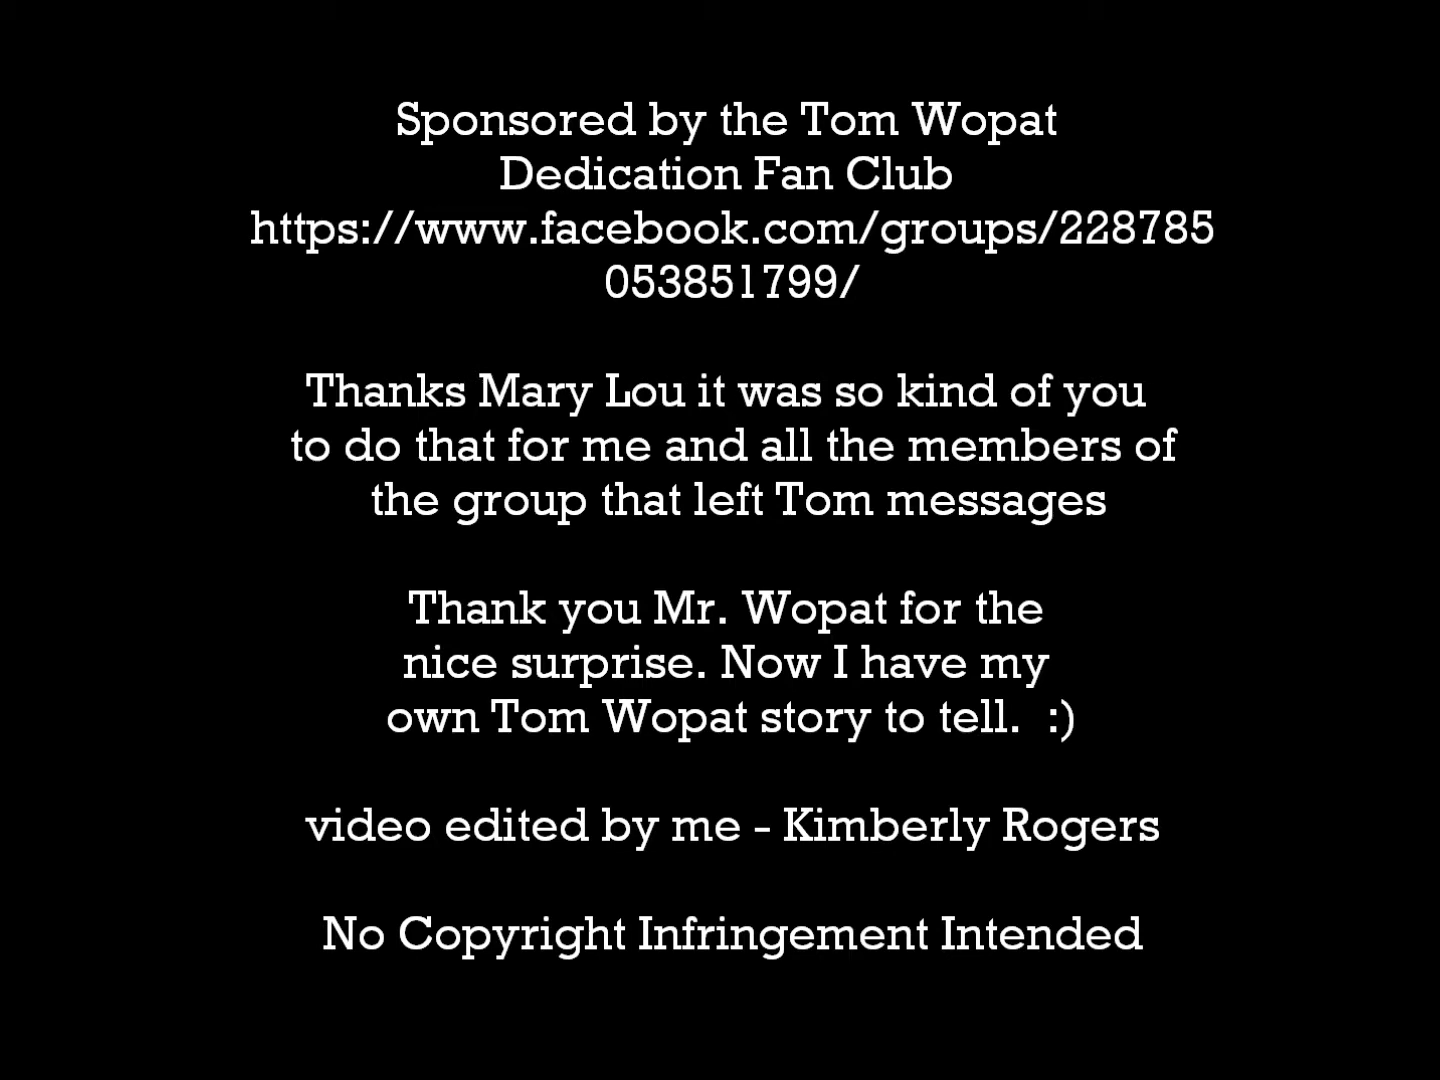 Sponsored by the Tom Wopat
Dedication Fan Club
https://www.facebook.com/groups/228785
053851799/
Thanks Mary Lou it was so kind of you
to do that for me and all the members of
the group that left Tom messages
Thank you Mr. Wopat for the
nice surprise. Now I have my
own Tom Wopat story to tell.  :)
video edited by me - Kimberly Rogers
No Copyright Infringement Intended